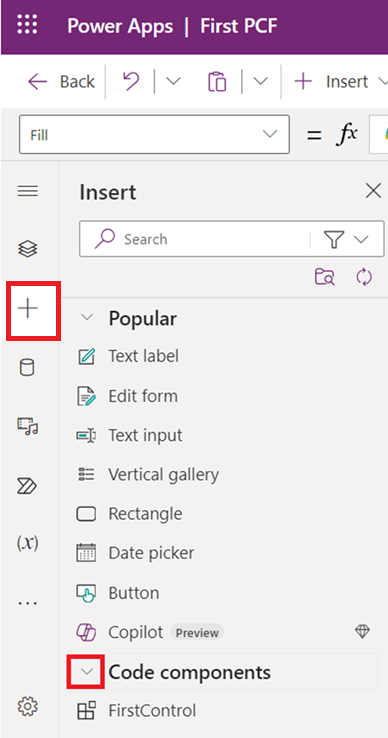 Power Apps | First PCF
Back
Insert
Fill
= fx
Insert
Search
Popular
Text label
Edit form
Text input
Vertical gallery
Rectangle
Date picker
(x)
Button
Copilot Preview
Code components
FirstControl